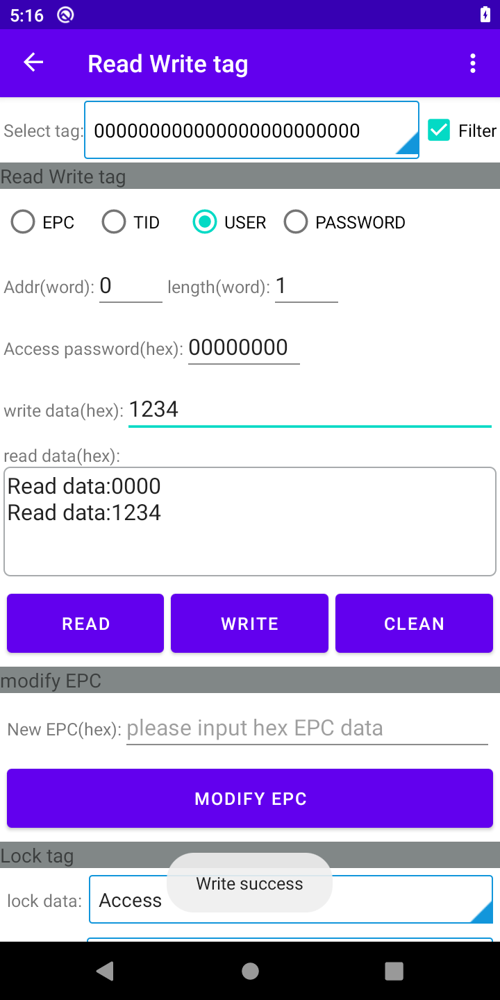 5:16
Read Write tag
Select tag: 000000000000000000000000 Filter
Read Write tag
EPC TID USER PASSWORD
Addr(word): 0 length(word): 1
Access password(hex): 00000000
write data(hex): 1234
read data(hex):
Read data:0000
Read data:1234
READ WRITE CLEAN
modify EPC
New EPC(hex): please input hex EPC data
MODIFY EPC
Lock tag
Write success
lock data: Access